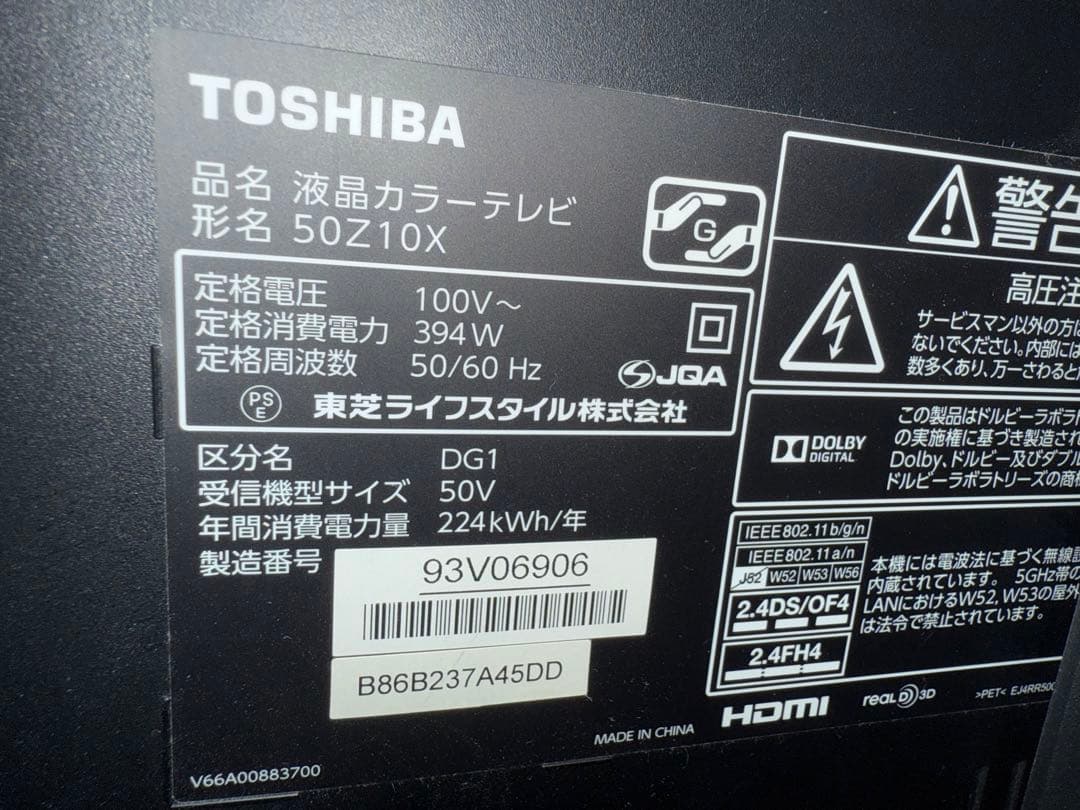 TOSHIBA
品名 液晶カラーテレビ
形名 50Z10X
G
定格電圧 100V～
定格消費電力 394W
定格周波数 50/60 Hz
JQA
PS
E
東芝ライフスタイル株式会社
区分名 DG1
受信機型サイズ 50V
年間消費電力量 224kWh/年
製造番号 93V06906
B86B237A45DD
MADE IN CHINA
V66A00883700
警告
高圧注
サービスマン以外の方は
ないでください。内部には
数多くあり、万一さわると
DOLBY
DIGITAL
この製品はドルビーラボラト
の実施権に基づき製造され
Dolby、ドルビー及びダブル
ドルビーラボラトリーズの商標
IEEE802.11b/g/n
IEEE802.11a/n
J52 W52 W53 W56
2.4DS/OF4
2.4FH4
本機には電波法に基づく無線設
内蔵されています。 5GHz帯の
LANにおけるW52、W53の屋外
は法令で禁止されています。
HDMI
REAL D 3D
>PET< EJ4RR500